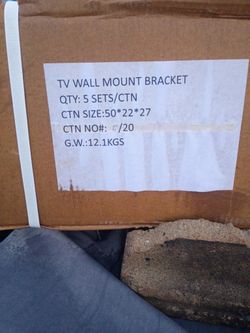 TV WALL MOUNT BRACKET
QTY: 5 SETS/CTN
CTN SIZE:50*22*27
CTN NO#: /20
G.W.:12.1KGS